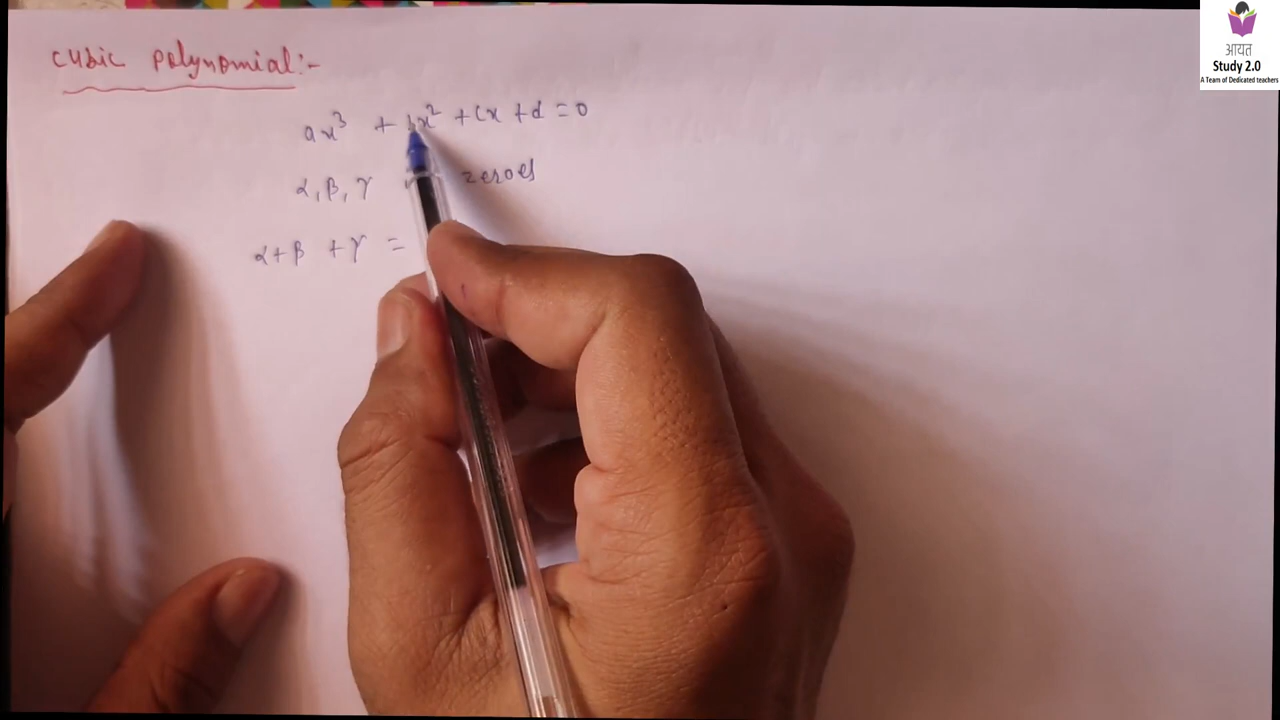 cubic polynomial:-
ax³ + bx² + cx + d = 0
α, β, γ zeroes
α + β + γ =
आयत
Study 2.0
A Team of Dedicated teachers